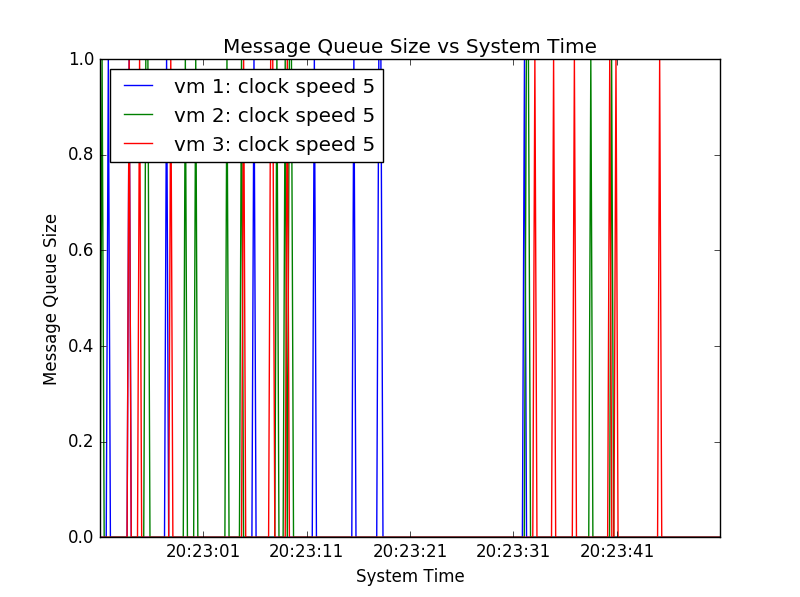 Message Queue Size vs System Time
1.0
0.8
0.6
0.4
0.2
0.0
Message Queue Size
vm 1: clock speed 5
vm 2: clock speed 5
vm 3: clock speed 5
20:23:01 20:23:11 20:23:21 20:23:31 20:23:41
System Time